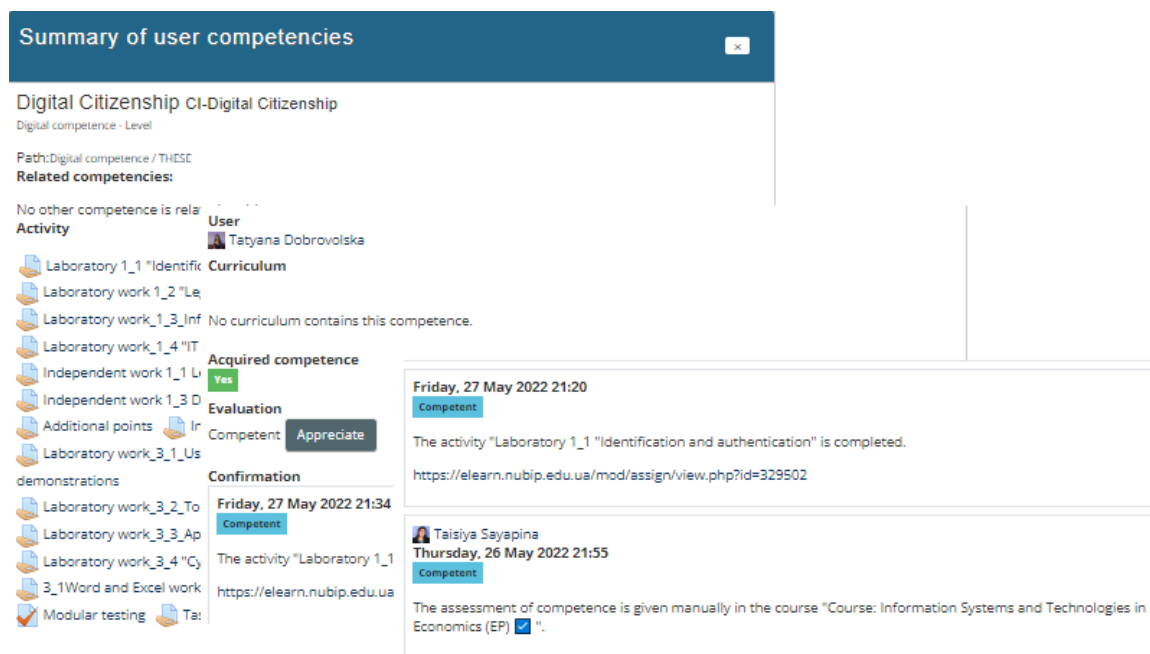 Summary of user competencies
×
Digital Citizenship CI-Digital Citizenship
Digital competence - Level
Path:Digital competence / THESE
Related competencies:
No other competence is rela
Activity
Laboratory 1_1 "Identific
Laboratory work 1_2 "Le
Laboratory work_1_3_Inf
Laboratory work_1_4 "IT
Independent work 1_1 L
Independent work 1_3 D
Additional points In
Laboratory work_3_1_Us
demonstrations
Laboratory work_3_2_To
Laboratory work_3_3_Ap
Laboratory work_3_4 "Cy
3_1Word and Excel work
Modular testing Ta
User
Tatyana Dobrovolska
Curriculum
No curriculum contains this competence.
Acquired competence
Yes
Evaluation
Competent Appreciate
Confirmation
Friday, 27 May 2022 21:34
Competent
The activity "Laboratory 1_1
https://elearn.nubip.edu.ua
Friday, 27 May 2022 21:20
Competent
The activity "Laboratory 1_1 "Identification and authentication" is completed.
https://elearn.nubip.edu.ua/mod/assign/view.php?id=329502
Taisiya Sayapina
Thursday, 26 May 2022 21:55
Competent
The assessment of competence is given manually in the course "Course: Information Systems and Technologies in
Economics (EP) ".